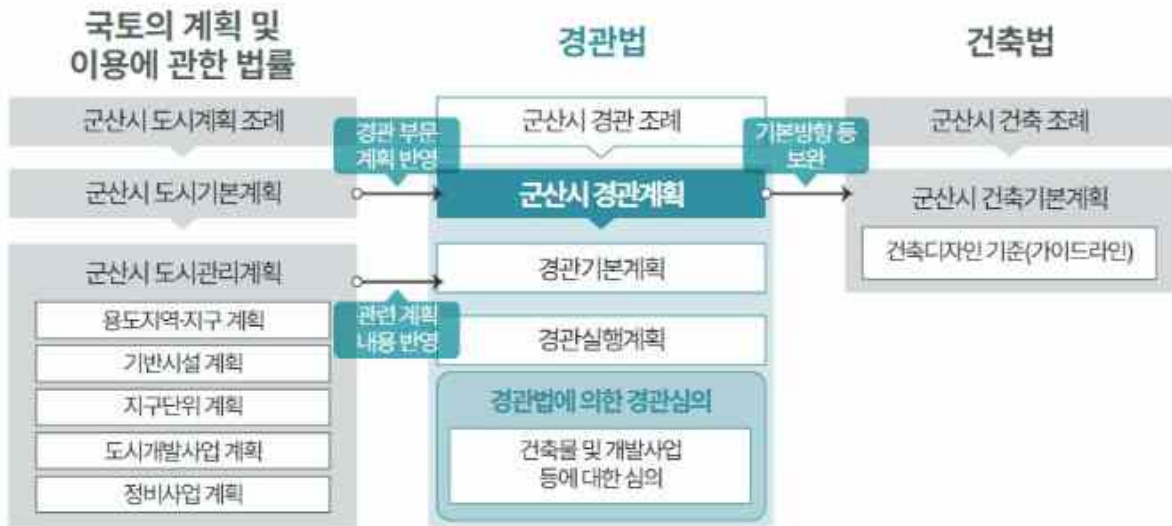 국토의 계획 및
이용에 관한 법률
군산시 도시계획 조례
군산시 도시기본계획
군산시 도시관리계획
용도지역·지구 계획
기반시설 계획
지구단위 계획
도시개발사업 계획
정비사업 계획
경관 부문
계획 반영
관련 계획
내용 반영
경관법
군산시 경관 조례
군산시 경관계획
경관기본계획
경관실행계획
경관법에 의한 경관심의
건축물 및 개발사업
등에 대한 심의
기본방향 등
보완
건축법
군산시 건축 조례
군산시 건축기본계획
건축디자인 기준(가이드라인)